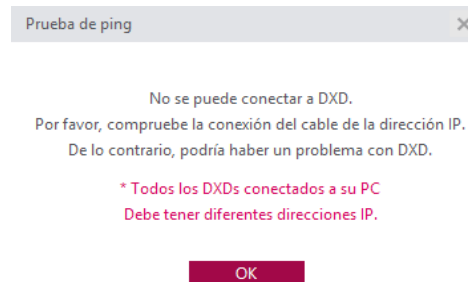 Prueba de ping
No se puede conectar a DXD.
Por favor, compruebe la conexión del cable de la dirección IP.
De lo contrario, podría haber un problema con DXD.
* Todos los DXDs conectados a su PC
Debe tener diferentes direcciones IP.
OK